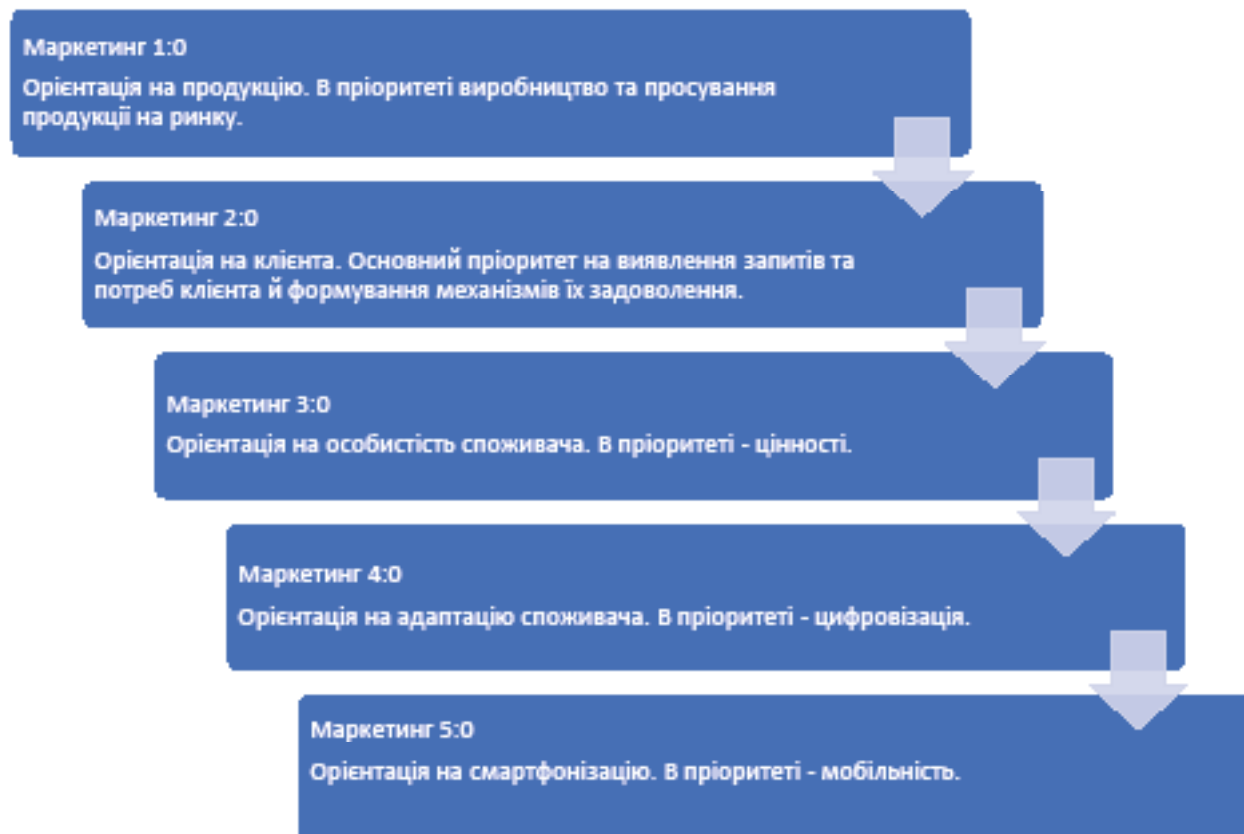 Маркетинг 1:0
Орієнтація на продукцію. В пріоритеті виробництво та просування
продукції на ринку.
Маркетинг 2:0
Орієнтація на клієнта. Основний пріоритет на виявлення запитів та
потреб клієнта й формування механізмів їх задоволення.
Маркетинг 3:0
Орієнтація на особистість споживача. В пріоритеті - цінності.
Маркетинг 4:0
Орієнтація на адаптацію споживача. В пріоритеті - цифровізація.
Маркетинг 5:0
Орієнтація на смартфонізацію. В пріоритеті - мобільність.